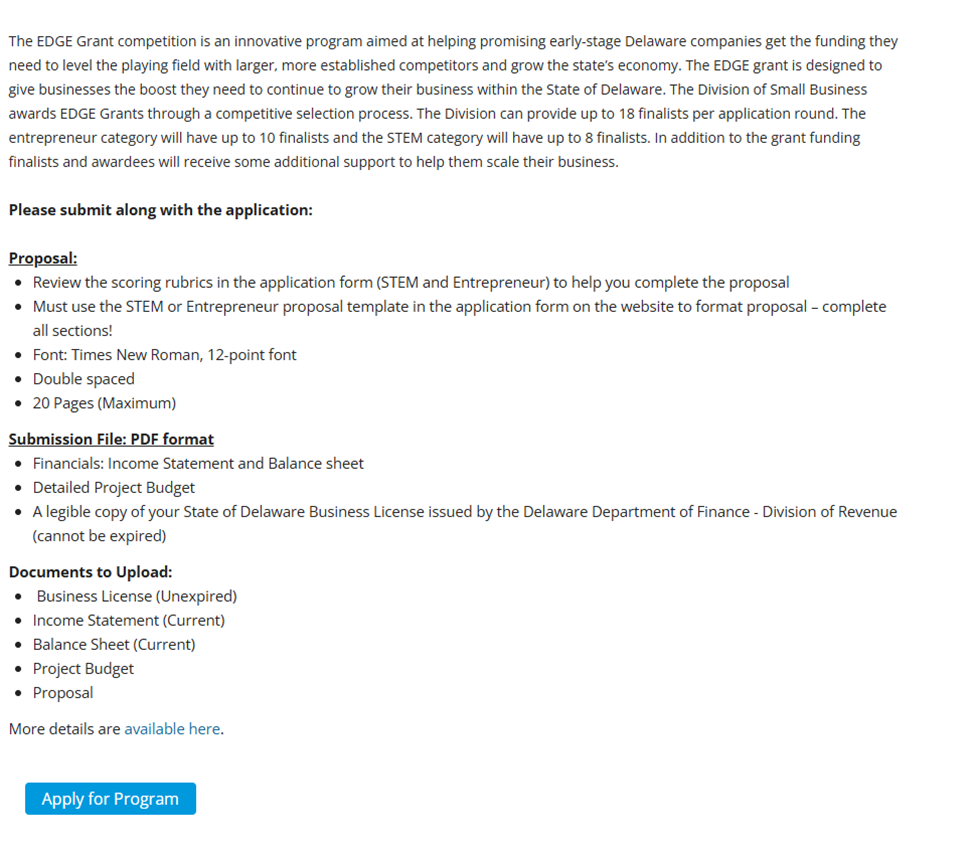 The EDGE Grant competition is an innovative program aimed at helping promising early-stage Delaware companies get the funding they
need to level the playing field with larger, more established competitors and grow the state's economy. The EDGE grant is designed to
give businesses the boost they need to continue to grow their business within the State of Delaware. The Division of Small Business
awards EDGE Grants through a competitive selection process. The Division can provide up to 18 finalists per application round. The
entrepreneur category will have up to 10 finalists and the STEM category will have up to 8 finalists. In addition to the grant funding
finalists and awardees will receive some additional support to help them scale their business.
Please submit along with the application:
Proposal:
• Review the scoring rubrics in the application form (STEM and Entrepreneur) to help you complete the proposal
• Must use the STEM or Entrepreneur proposal template in the application form on the website to format proposal – complete
all sections!
• Font: Times New Roman, 12-point font
• Double spaced
• 20 Pages (Maximum)
Submission File: PDF format
• Financials: Income Statement and Balance sheet
• Detailed Project Budget
• A legible copy of your State of Delaware Business License issued by the Delaware Department of Finance - Division of Revenue
(cannot be expired)
Documents to Upload:
• Business License (Unexpired)
• Income Statement (Current)
• Balance Sheet (Current)
• Project Budget
• Proposal
More details are available here.
Apply for Program